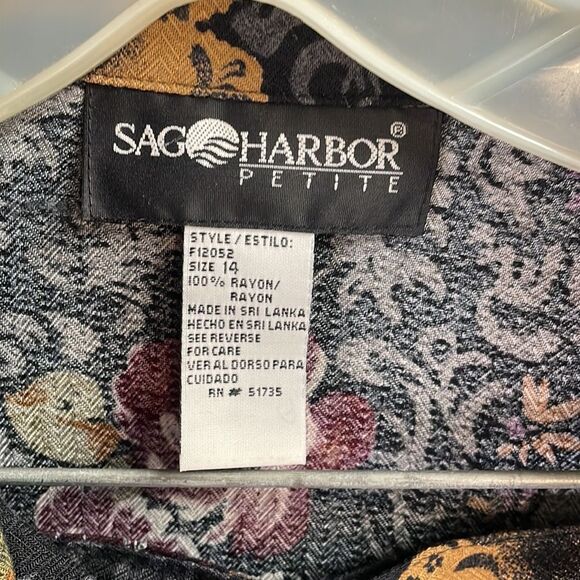 SAG HARBOR®
PETITE
STYLE / ESTILO:
F12052
SIZE 14
100% RAYON/
RAYON
MADE IN SRI LANKA
HECHO EN SRI LANKA
SEE REVERSE
FOR CARE
VER AL DORSO PARA
CUIDADO
RN # 51735